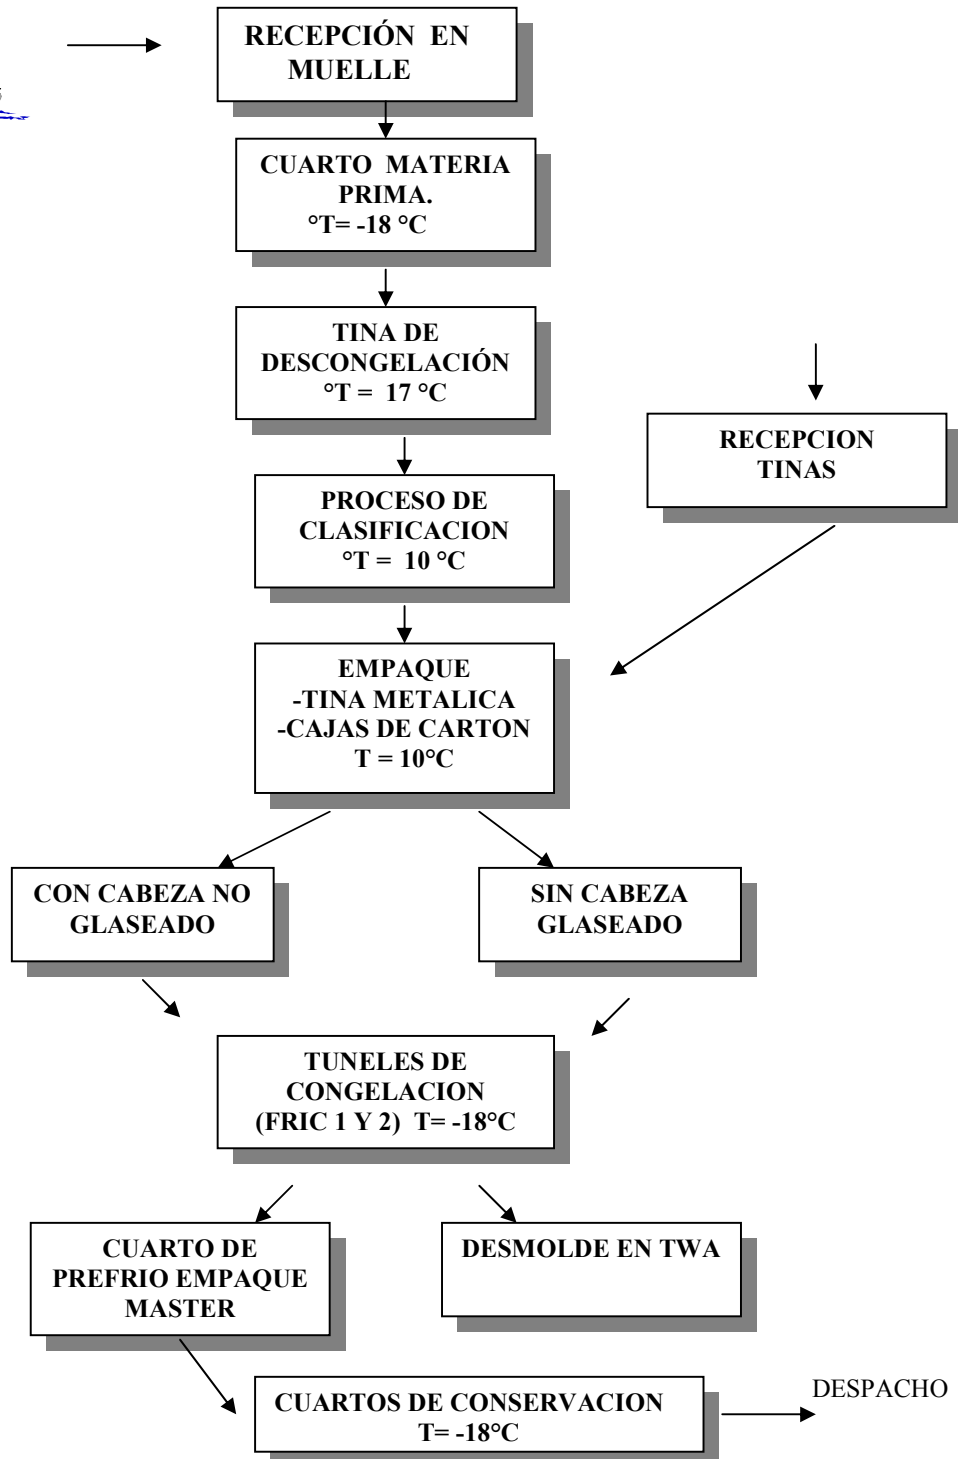 RECEPCIÓN EN
MUELLE
CUARTO MATERIA
PRIMA.
°T= -18 °C
TINA DE
DESCONGELACIÓN
°T = 17 °C
RECEPCION
TINAS
PROCESO DE
CLASIFICACION
°T = 10 °C
EMPAQUE
-TINA METALICA
-CAJAS DE CARTON
T = 10°C
CON CABEZA NO
GLASEADO
SIN CABEZA
GLASEADO
TUNELES DE
CONGELACION
(FRIC 1 Y 2) T= -18°C
CUARTO DE
PREFRIO EMPAQUE
MASTER
DESMOLDE EN TWA
CUARTOS DE CONSERVACION
T= -18°C
DESPACHO